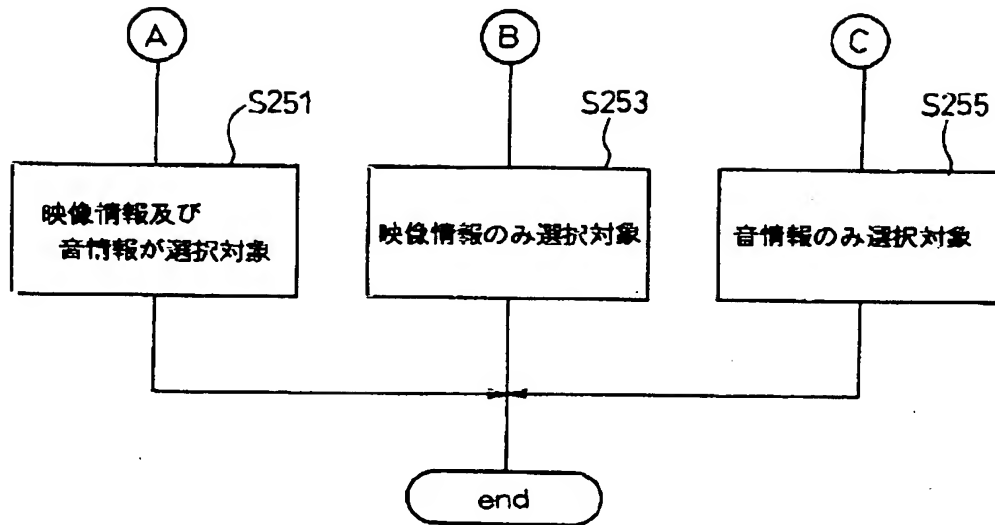 A
B
C
S251
S253
S255
映像情報及び
音情報が選択対象
映像情報のみ選択対象
音情報のみ選択対象
end